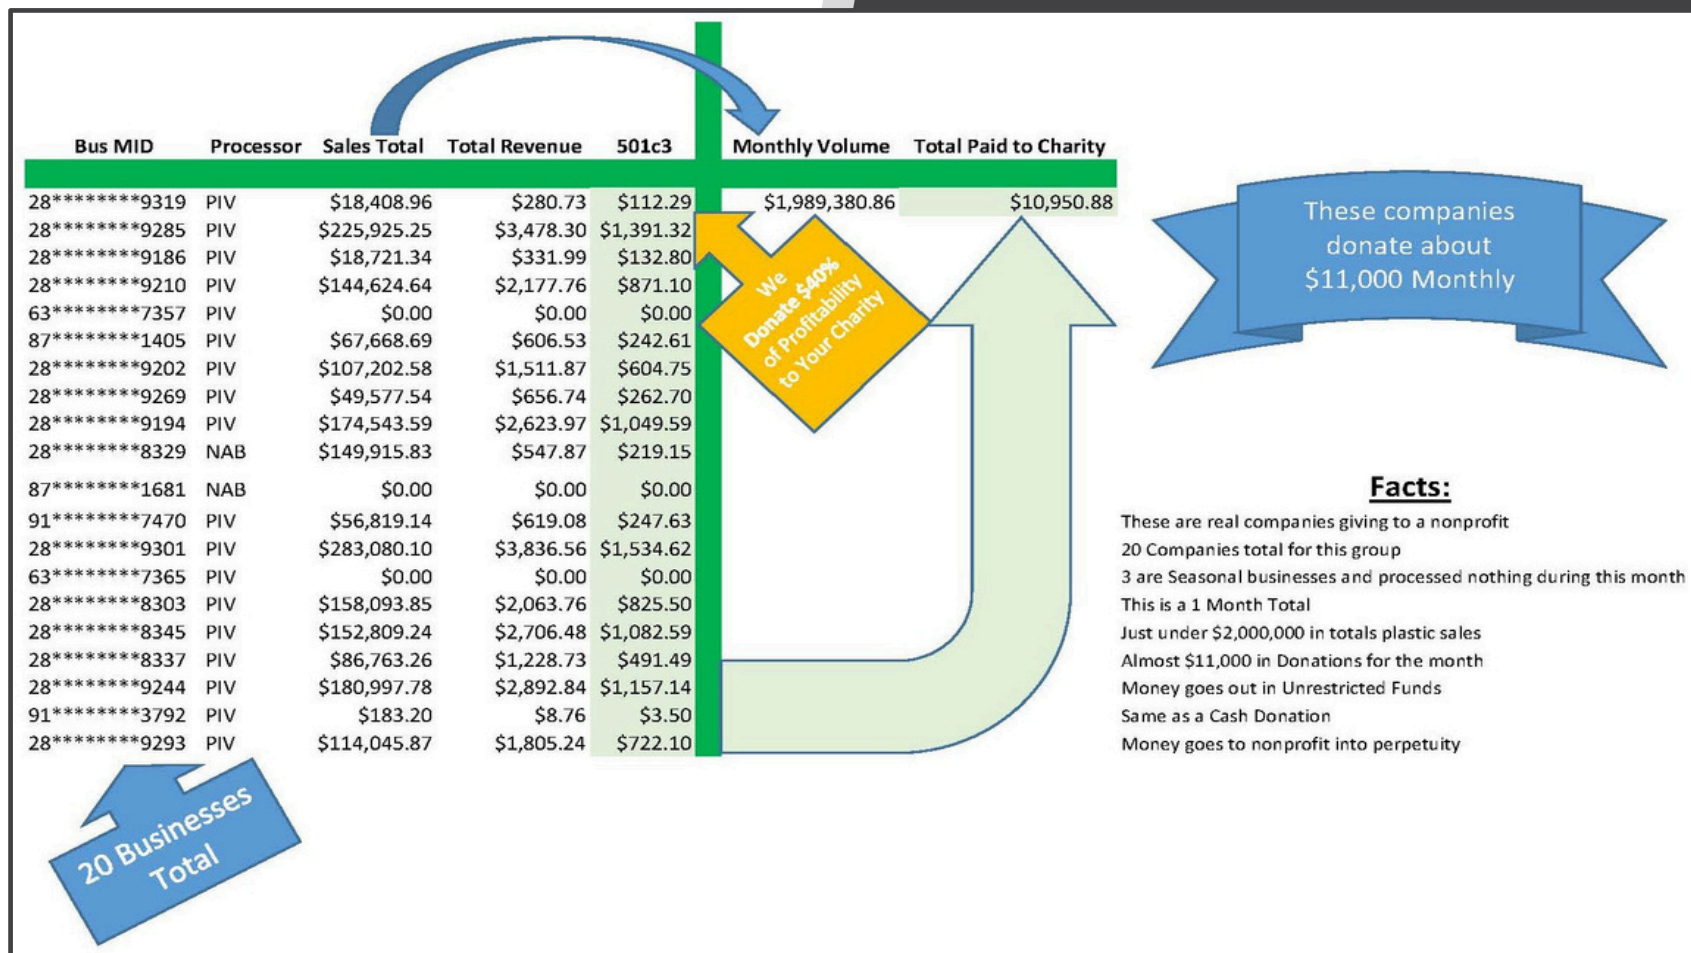 Bus MID Processor Sales Total Total Revenue 501c3 Monthly Volume Total Paid to Charity
28********9319 PIV $18,408.96 $280.73 $112.29 $1,989,380.86 $10,950.88
28********9285 PIV $225,925.25 $3,478.30 $1,391.32
28********9186 PIV $18,721.34 $331.99 $132.80
28********9210 PIV $144,624.64 $2,177.76 $871.10
63********7357 PIV $0.00 $0.00 $0.00
87********1405 PIV $67,668.69 $606.53 $242.61
28********9202 PIV $107,202.58 $1,511.87 $604.75
28********9269 PIV $49,577.54 $656.74 $262.70
28********9194 PIV $174,543.59 $2,623.97 $1,049.59
28********8329 NAB $149,915.83 $547.87 $219.15
87********1681 NAB $0.00 $0.00 $0.00
91********7470 PIV $56,819.14 $619.08 $247.63
28********9301 PIV $283,080.10 $3,836.56 $1,534.62
63********7365 PIV $0.00 $0.00 $0.00
28********8303 PIV $158,093.85 $2,063.76 $825.50
28********8345 PIV $152,809.24 $2,706.48 $1,082.59
28********8337 PIV $86,763.26 $1,228.73 $491.49
28********9244 PIV $180,997.78 $2,892.84 $1,157.14
91********3792 PIV $183.20 $8.76 $3.50
28********9293 PIV $114,045.87 $1,805.24 $722.10
20 Businesses
Total
We
Donate $40%
of Profitability
to Your Charity
These companies
donate about
$11,000 Monthly
Facts:
These are real companies giving to a nonprofit
20 Companies total for this group
3 are Seasonal businesses and processed nothing during this month
This is a 1 Month Total
Just under $2,000,000 in totals plastic sales
Almost $11,000 in Donations for the month
Money goes out in Unrestricted Funds
Same as a Cash Donation
Money goes to nonprofit into perpetuity